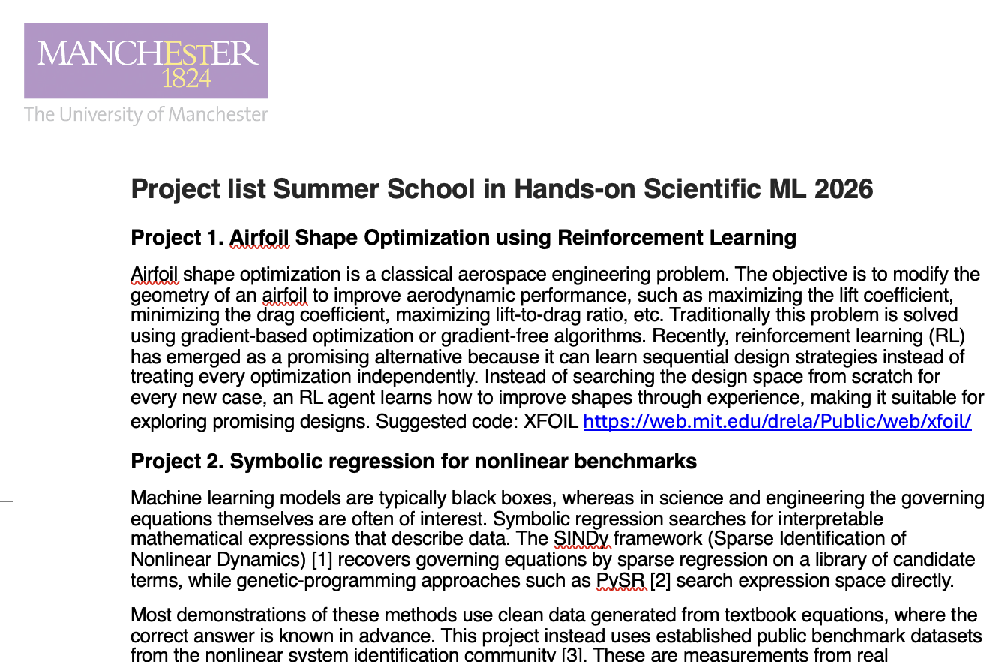 MANCHESTER
1824
The University of Manchester
Project list Summer School in Hands-on Scientific ML 2026
Project 1. Airfoil Shape Optimization using Reinforcement Learning
Airfoil shape optimization is a classical aerospace engineering problem. The objective is to modify the
geometry of an airfoil to improve aerodynamic performance, such as maximizing the lift coefficient,
minimizing the drag coefficient, maximizing lift-to-drag ratio, etc. Traditionally this problem is solved
using gradient-based optimization or gradient-free algorithms. Recently, reinforcement learning (RL)
has emerged as a promising alternative because it can learn sequential design strategies instead of
treating every optimization independently. Instead of searching the design space from scratch for
every new case, an RL agent learns how to improve shapes through experience, making it suitable for
exploring promising designs. Suggested code: XFOIL https://web.mit.edu/drela/Public/web/xfoil/
Project 2. Symbolic regression for nonlinear benchmarks
Machine learning models are typically black boxes, whereas in science and engineering the governing
equations themselves are often of interest. Symbolic regression searches for interpretable
mathematical expressions that describe data. The SINDy framework (Sparse Identification of
Nonlinear Dynamics) [1] recovers governing equations by sparse regression on a library of candidate
terms, while genetic-programming approaches such as PySR [2] search expression space directly.
Most demonstrations of these methods use clean data generated from textbook equations, where the
correct answer is known in advance. This project instead uses established public benchmark datasets
from the nonlinear system identification community [3]. These are measurements from real